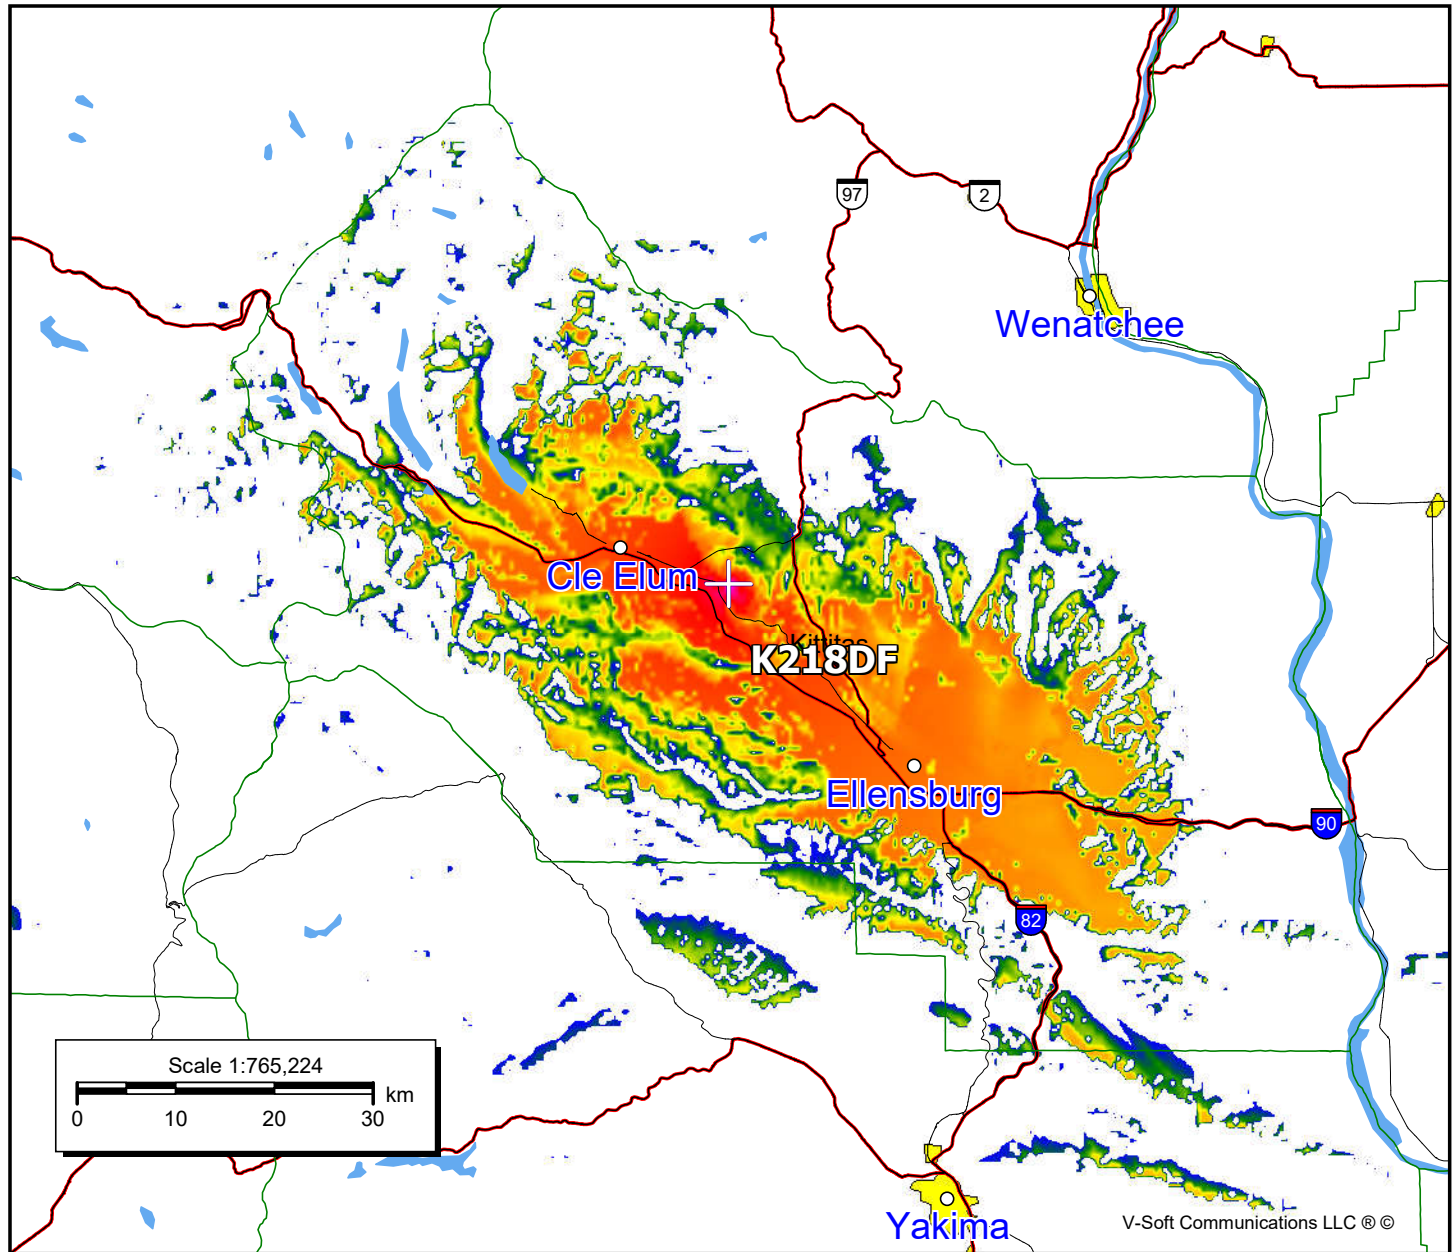 97
2
Wenatchee
Cle Elum
Kittitas
K218DF
Ellensburg
90
82
Scale 1:765,224
km
0 10 20 30
Yakima
V-Soft Communications LLC ® ©